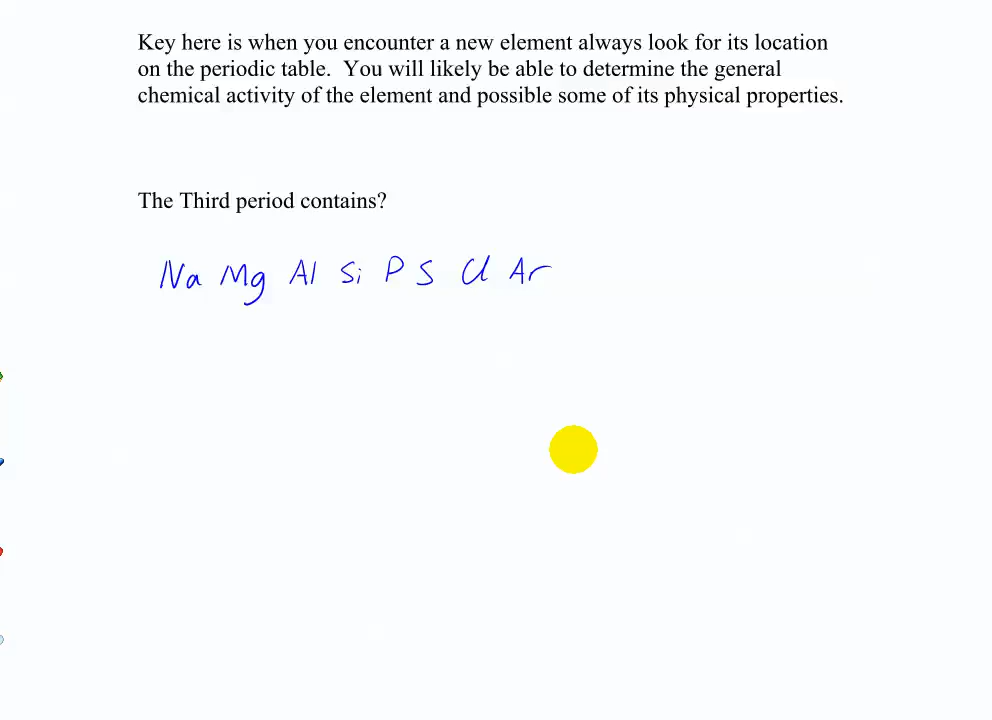 Key here is when you encounter a new element always look for its location
on the periodic table.  You will likely be able to determine the general
chemical activity of the element and possible some of its physical properties.
The Third period contains?
Na Mg Al Si P S Cl Ar